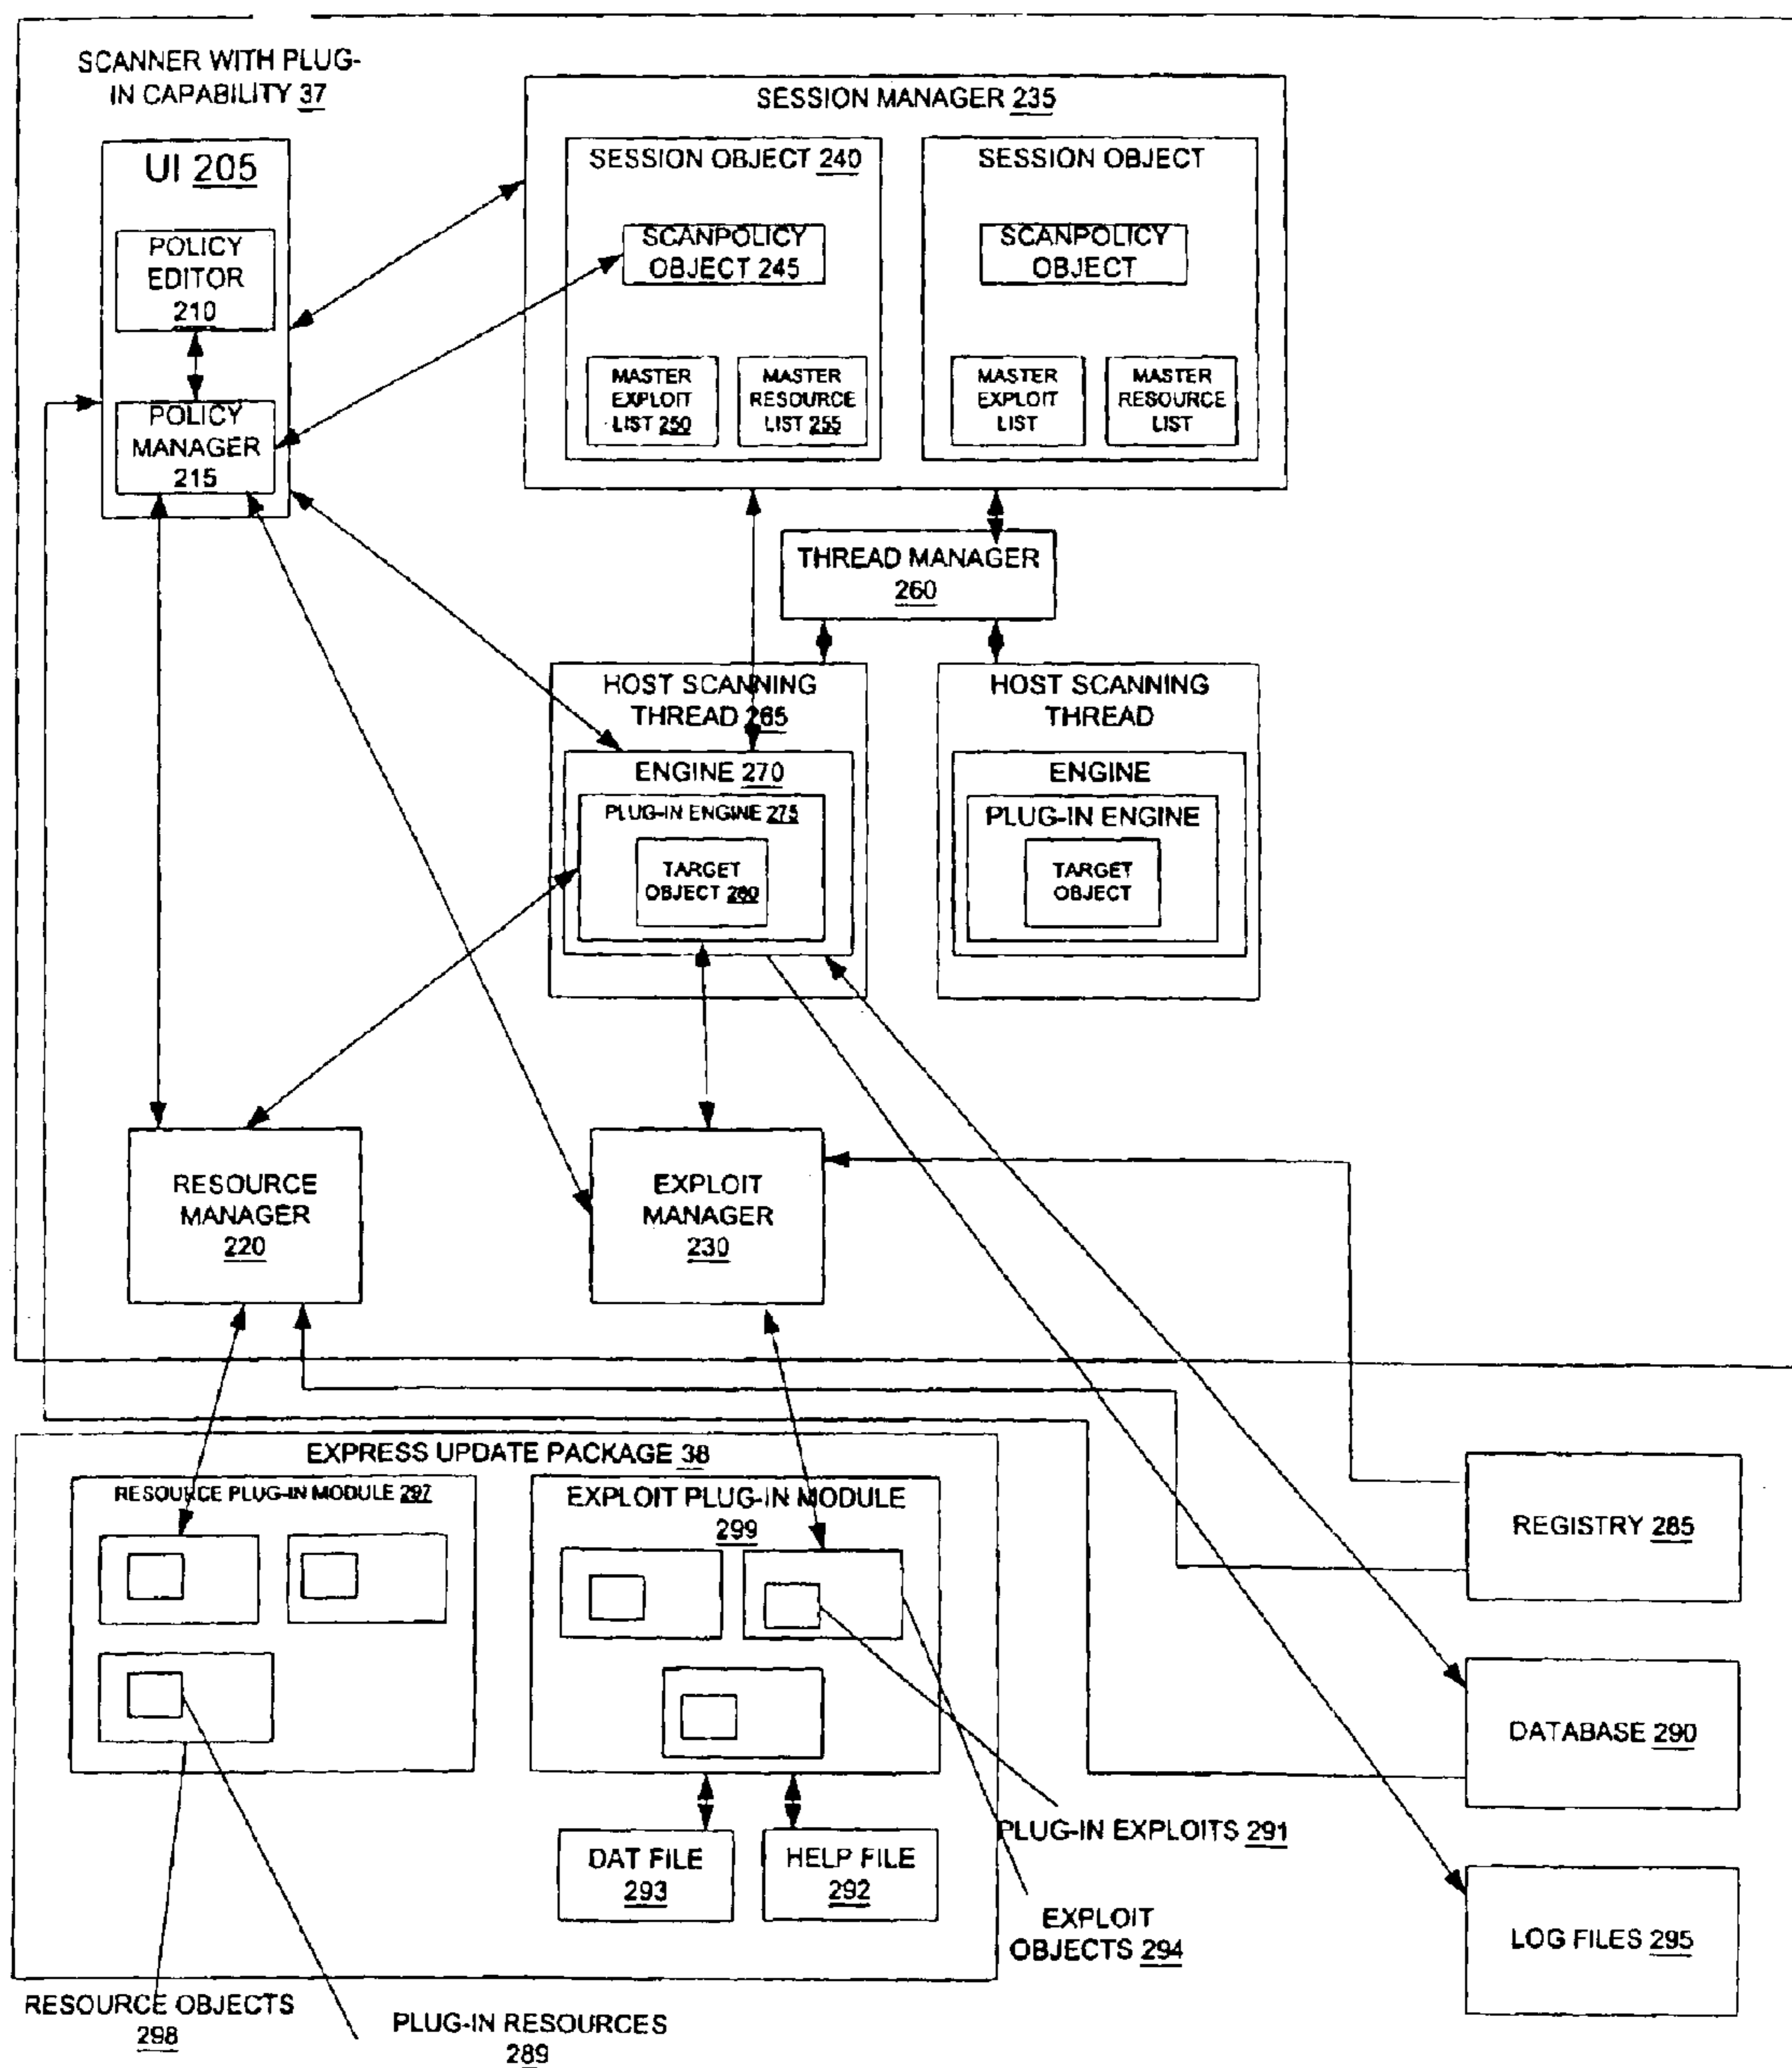 SCANNER WITH PLUG-
IN CAPABILITY 37
UI 205
POLICY
EDITOR
210
POLICY
MANAGER
215
SESSION MANAGER 235
SESSION OBJECT 240
SCANPOLICY
OBJECT 245
MASTER
EXPLOIT
LIST 250
MASTER
RESOURCE
LIST 255
SESSION OBJECT
SCANPOLICY
OBJECT
MASTER
EXPLOIT
LIST
MASTER
RESOURCE
LIST
THREAD MANAGER
260
HOST SCANNING
THREAD 265
ENGINE 270
PLUG-IN ENGINE 275
TARGET
OBJECT 280
HOST SCANNING
THREAD
ENGINE
PLUG-IN ENGINE
TARGET
OBJECT
RESOURCE
MANAGER
220
EXPLOIT
MANAGER
230
EXPRESS UPDATE PACKAGE 38
RESOURCE PLUG-IN MODULE 297
EXPLOIT PLUG-IN MODULE
299
DAT FILE
293
HELP FILE
292
REGISTRY 285
DATABASE 290
LOG FILES 295
PLUG-IN EXPLOITS 291
EXPLOIT
OBJECTS 294
RESOURCE OBJECTS
298
PLUG-IN RESOURCES
289